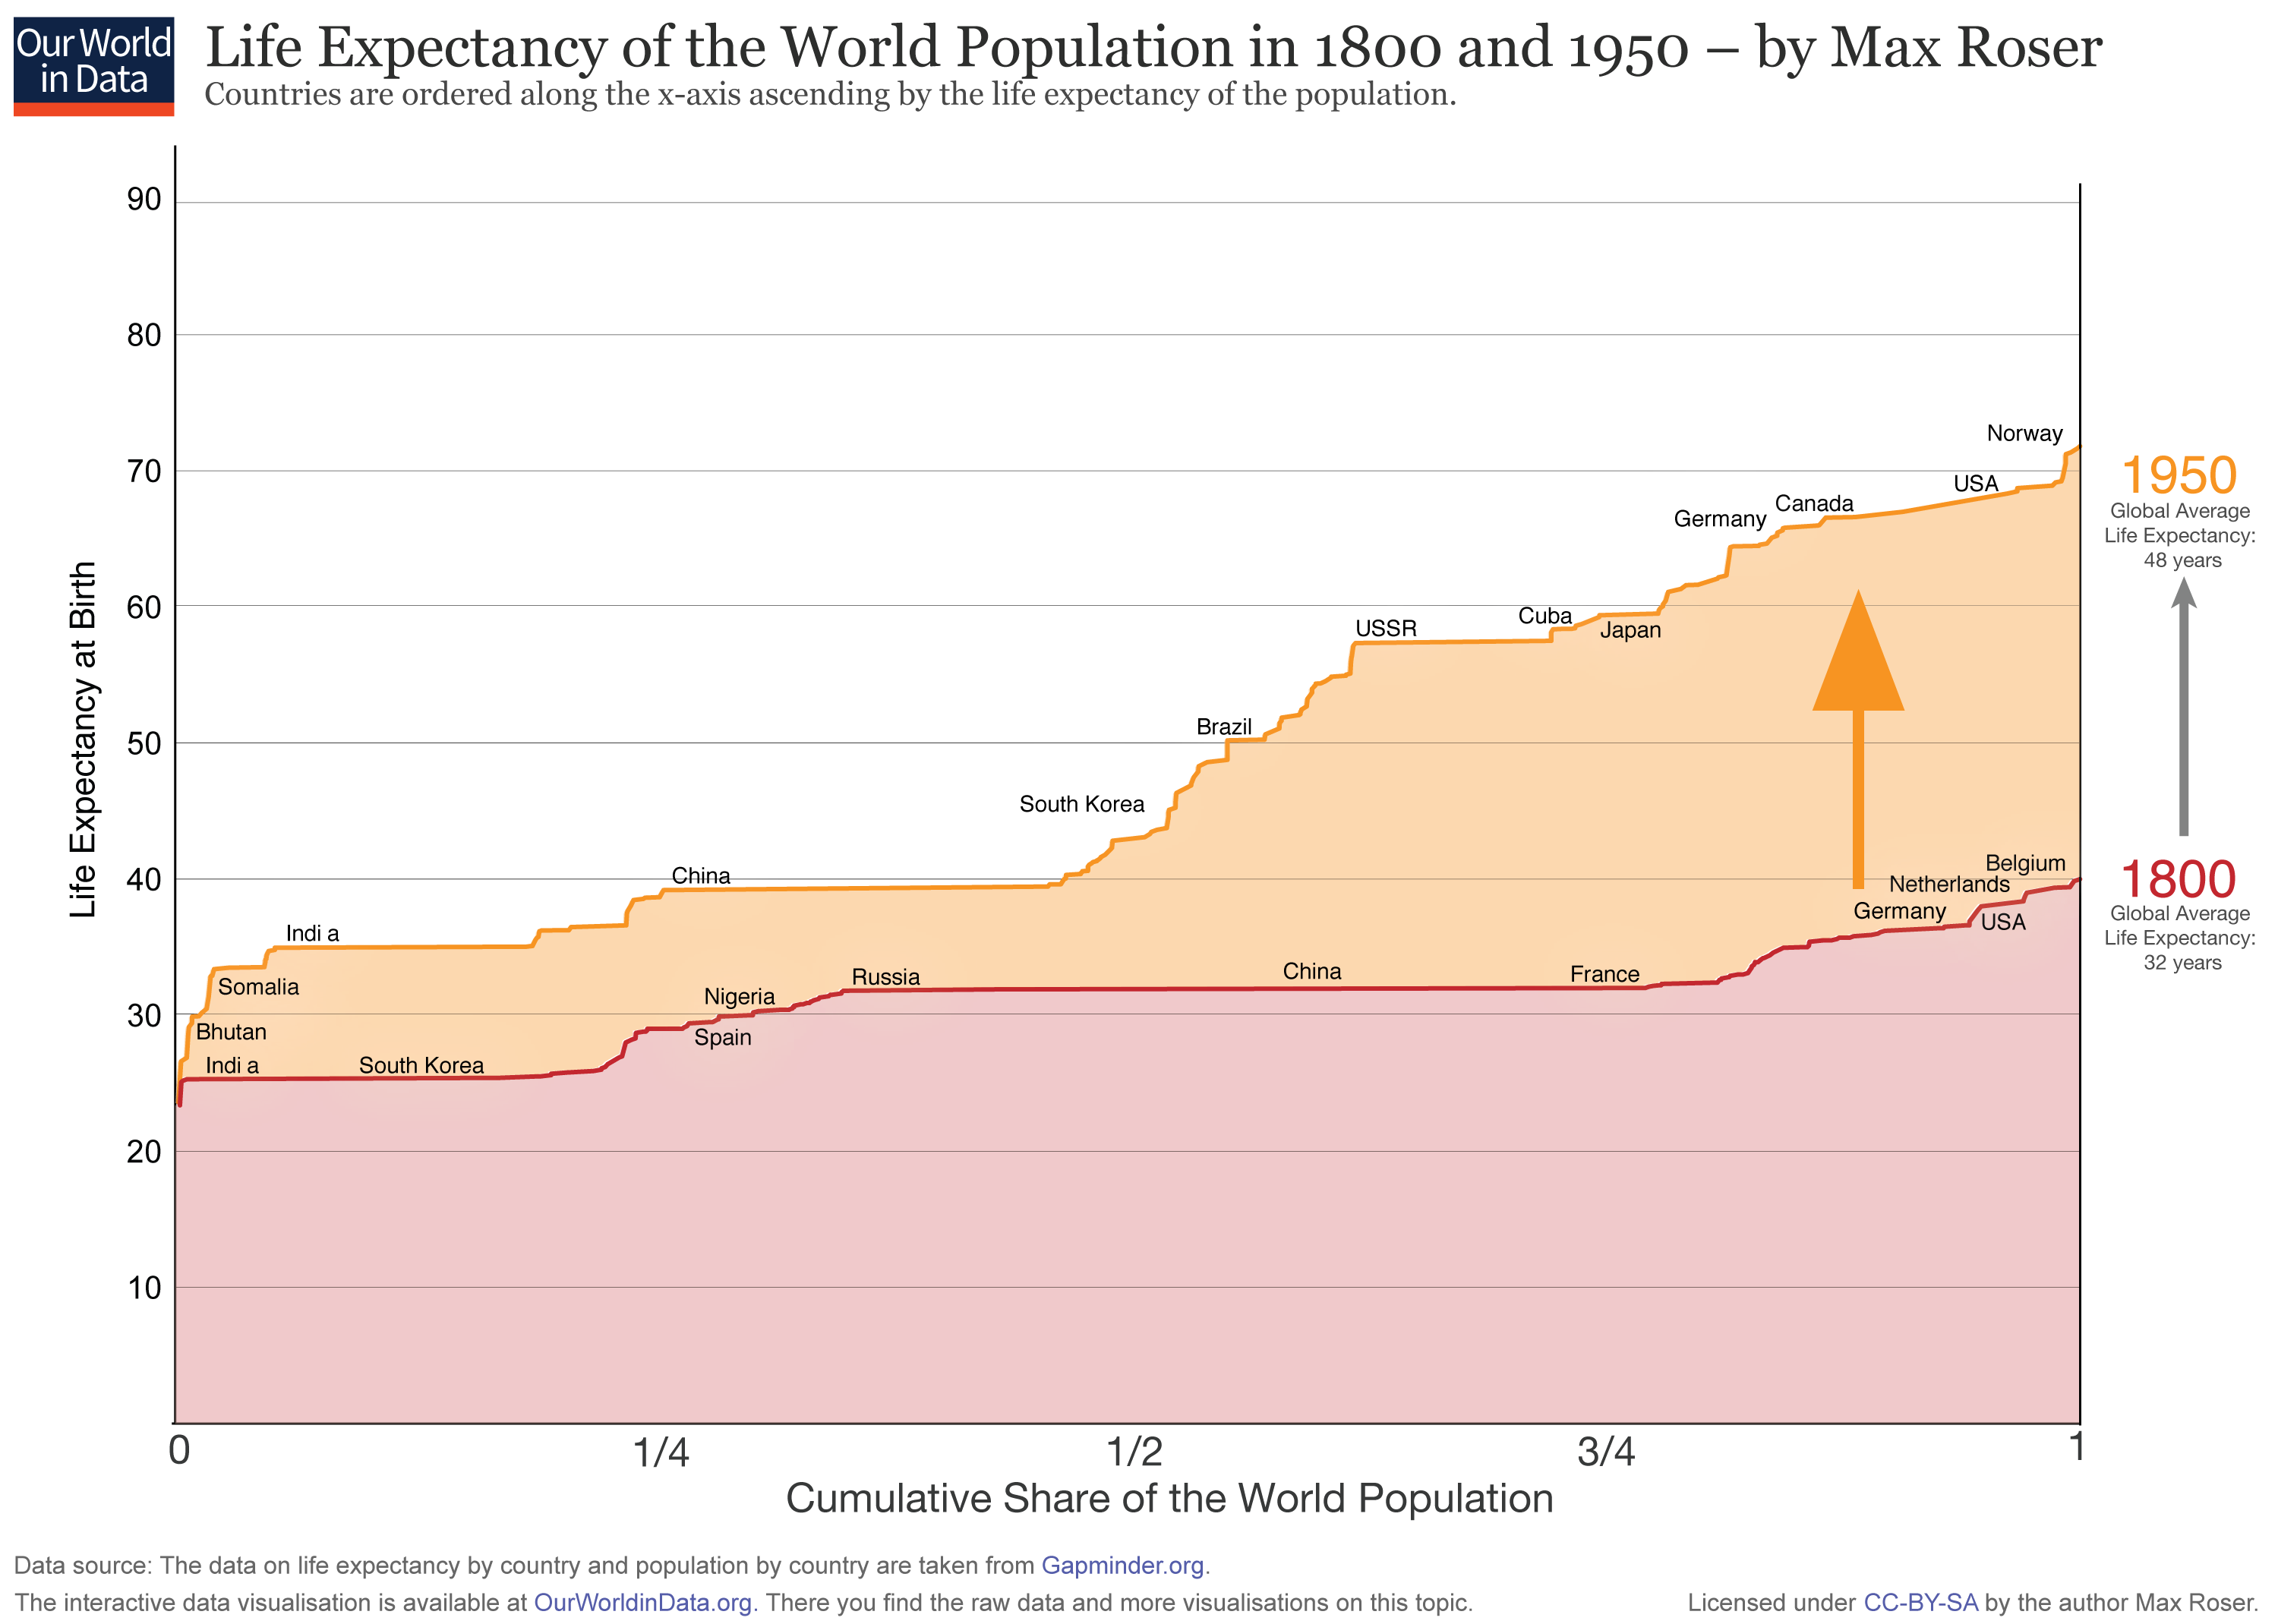 Our World
in Data
Life Expectancy of the World Population in 1800 and 1950 – by Max Roser
Countries are ordered along the x-axis ascending by the life expectancy of the population.
90
80
70
60
50
40
30
20
10
Life Expectancy at Birth
Norway
USA
Canada
Germany
Cuba
USSR
Japan
Brazil
South Korea
China
Indi a
Somalia
Bhutan
Belgium
Netherlands
Germany
USA
France
China
Russia
Nigeria
Spain
South Korea
Indi a
1950
Global Average
Life Expectancy:
48 years
1800
Global Average
Life Expectancy:
32 years
0
1/4
1/2
3/4
1
Cumulative Share of the World Population
Data source: The data on life expectancy by country and population by country are taken from Gapminder.org.
The interactive data visualisation is available at OurWorldinData.org. There you find the raw data and more visualisations on this topic.
Licensed under CC-BY-SA by the author Max Roser.